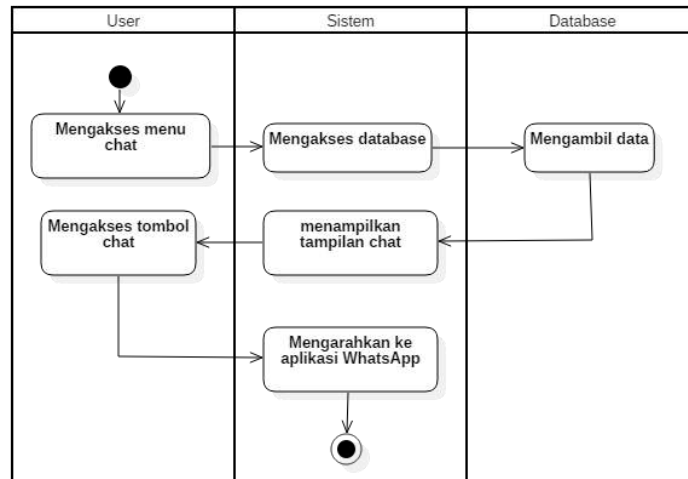 User
Sistem
Database
Mengakses menu
chat
Mengakses database
Mengambil data
Mengakses tombol
chat
menampilkan
tampilan chat
Mengarahkan ke
aplikasi WhatsApp